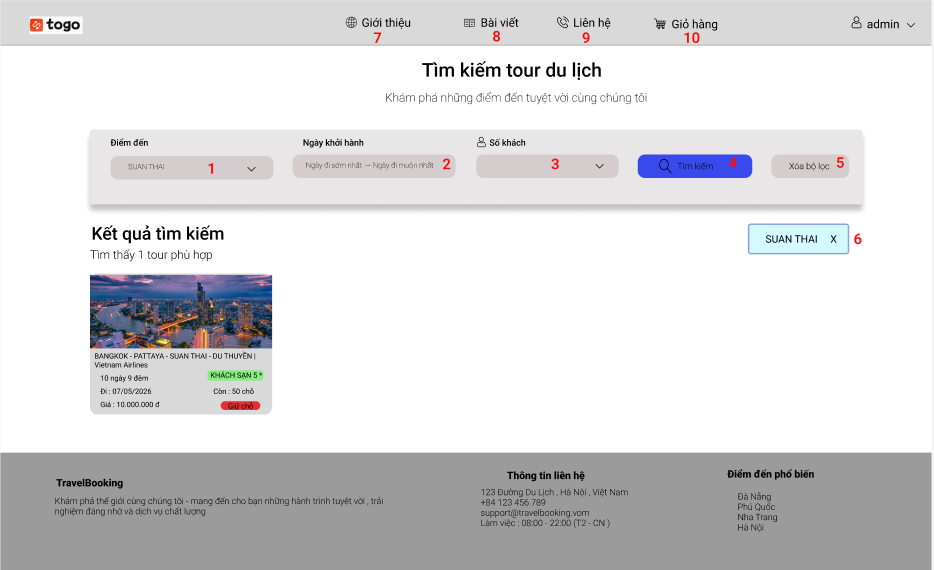 togo
Giới thiệu
7
Bài viết
8
Liên hệ
9
Giỏ hàng
10
admin
Tìm kiếm tour du lịch
Khám phá những điểm đến tuyệt vời cùng chúng tôi
Điểm đến
Ngày khởi hành
Số khách
SUAN THAI
1
Ngày đi sớm nhất → Ngày đi muộn nhất
2
3
Tìm kiếm
4
Xóa bộ lọc
5
Kết quả tìm kiếm
Tìm thấy 1 tour phù hợp
SUAN THAI X
6
BANGKOK - PATTAYA - SUAN THAI - DU THUYỀN |
Vietnam Airlines
10 ngày 9 đêm
KHÁCH SẠN 5 *
Đi : 07/05/2026
Còn : 50 chỗ
Giá : 10.000.000 đ
Giữ chỗ
TravelBooking
Khám phá thế giới cùng chúng tôi - mang đến cho bạn những hành trình tuyệt vời , trải
nghiệm đáng nhớ và dịch vụ chất lượng
Thông tin liên hệ
123 Đường Du Lịch , Hà Nội , Việt Nam
+84 123 456 789
support@travelbooking.vom
Làm việc : 08:00 - 22:00 (T2 - CN )
Điểm đến phổ biến
Đà Nẵng
Phú Quốc
Nha Trang
Hà Nội